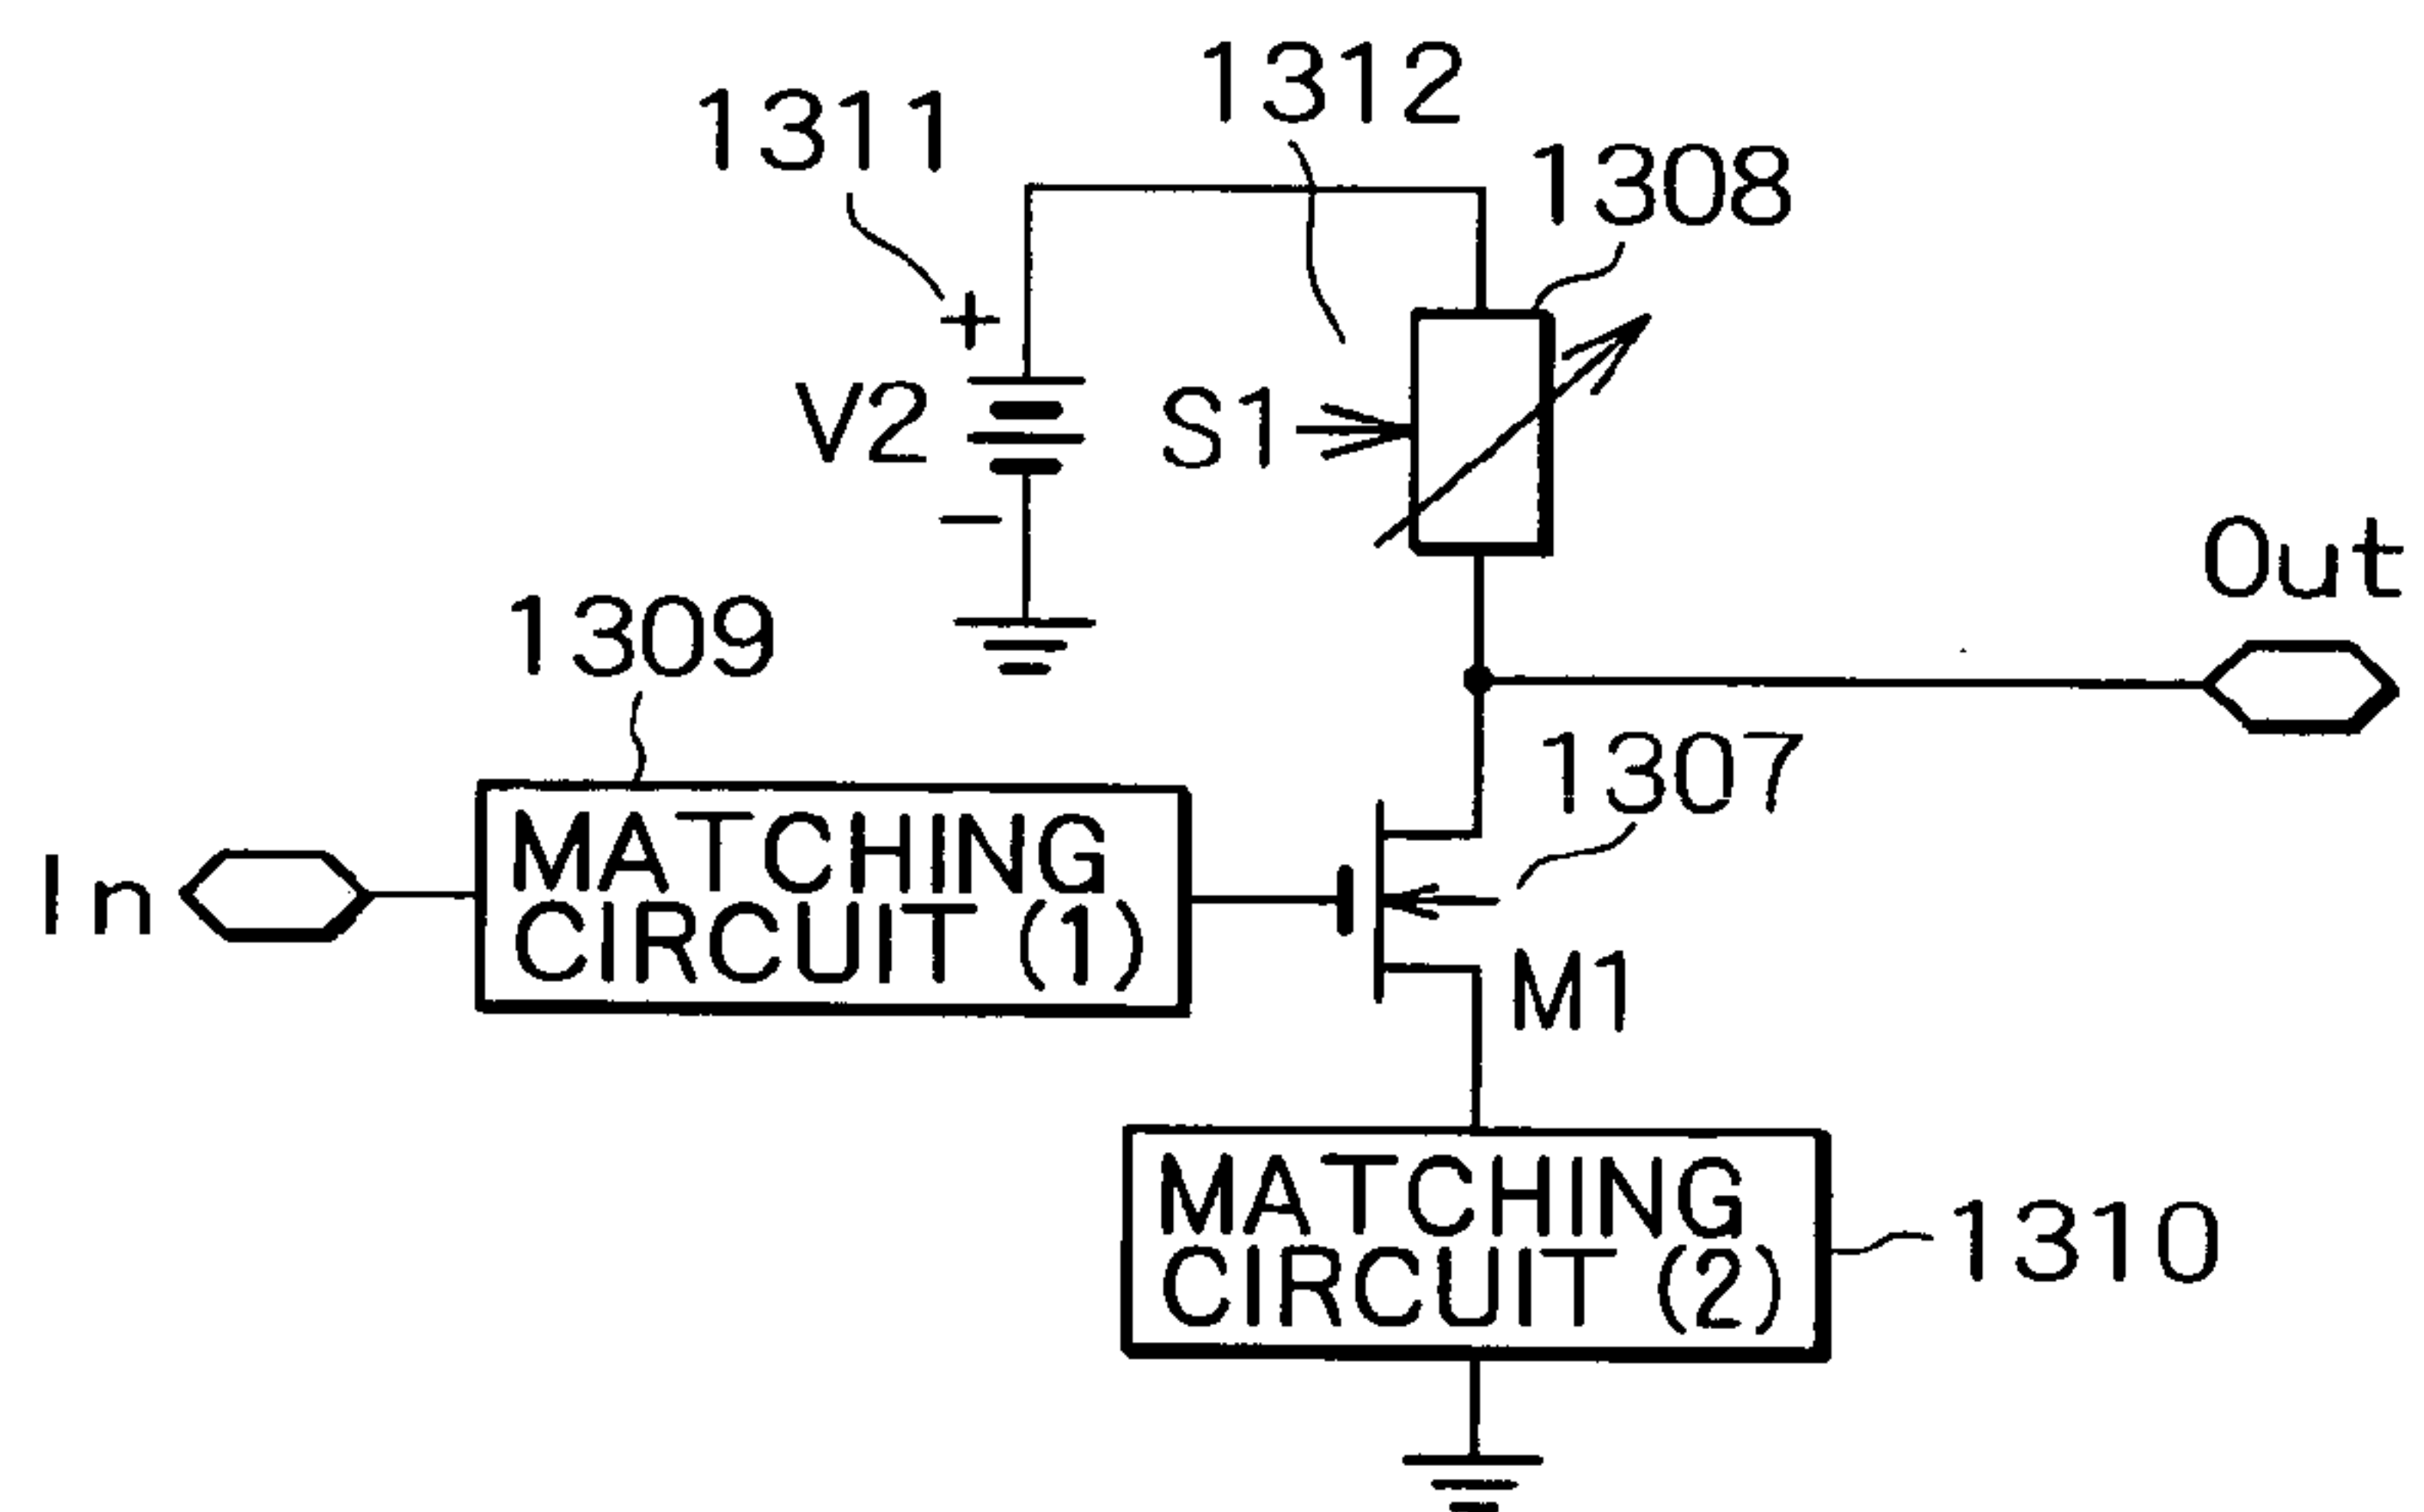 1312
1311
1308
+
V2
S1
−
Out
1309
1307
In
MATCHING
CIRCUIT (1)
M1
MATCHING
CIRCUIT (2)
1310